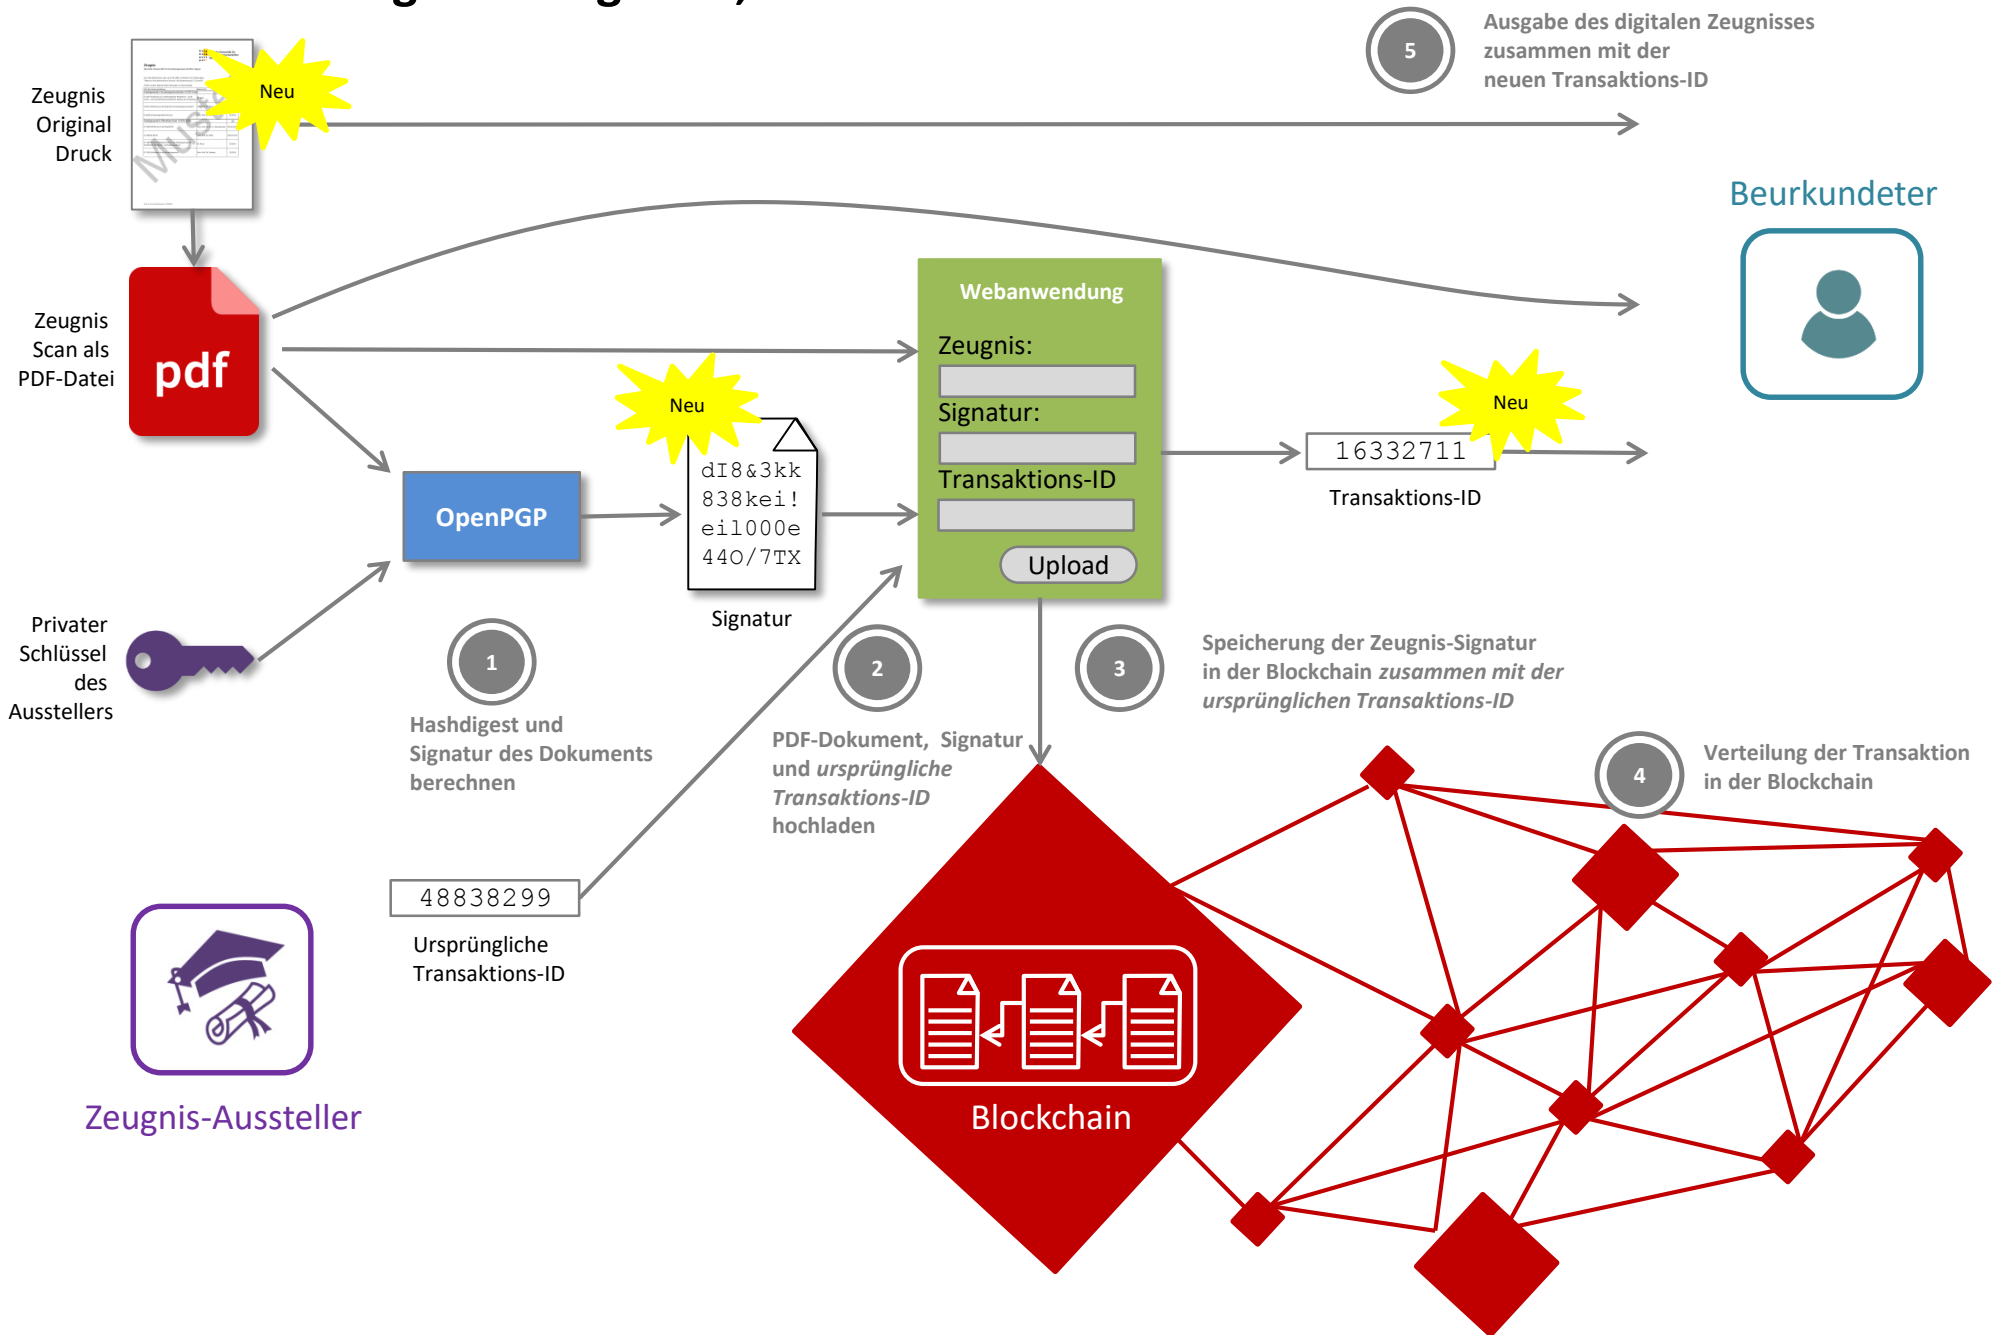 Ausgabe des digitalen Zeugnisses
zusammen mit der
neuen Transaktions-ID
5
Zeugnis
Original
Druck
Muster
Neu
Beurkundeter
Zeugnis
Scan als
PDF-Datei
pdf
Webanwendung
Zeugnis:
Signatur:
Transaktions-ID
Upload
Neu
dI8&3kk
838kei!
eil000e
44O/7TX
Signatur
OpenPGP
Neu
16332711
Transaktions-ID
Privater
Schlüssel
des
Ausstellers
1
Hashdigest und
Signatur des Dokuments
berechnen
2
PDF-Dokument, Signatur
und ursprüngliche
Transaktions-ID
hochladen
3
Speicherung der Zeugnis-Signatur
in der Blockchain zusammen mit der
ursprünglichen Transaktions-ID
4
Verteilung der Transaktion
in der Blockchain
48838299
Ursprüngliche
Transaktions-ID
Zeugnis-Aussteller
Blockchain